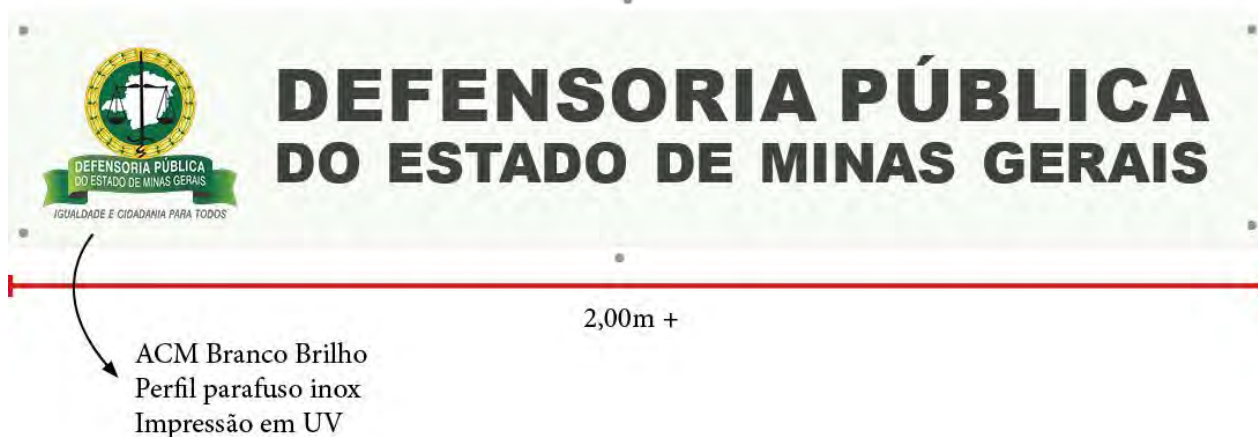 DEFENSORIA PÚBLICA
DO ESTADO DE MINAS GERAIS
DEFENSORIA PÚBLICA
DO ESTADO DE MINAS GERAIS
IGUALDADE E CIDADANIA PARA TODOS
2,00m +
ACM Branco Brilho
Perfil parafuso inox
Impressão em UV